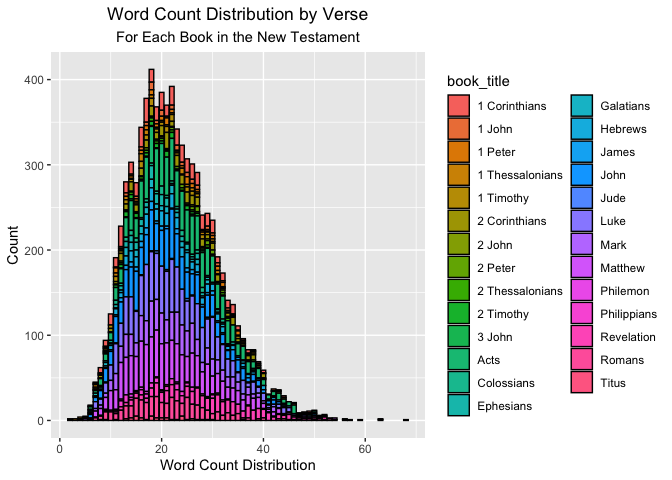 Word Count Distribution by Verse
For Each Book in the New Testament
400
300
200
100
0
Count
0
20
40
60
Word Count Distribution
book_title
1 Corinthians
1 John
1 Peter
1 Thessalonians
1 Timothy
2 Corinthians
2 John
2 Peter
2 Thessalonians
2 Timothy
3 John
Acts
Colossians
Ephesians
Galatians
Hebrews
James
John
Jude
Luke
Mark
Matthew
Philemon
Philippians
Revelation
Romans
Titus